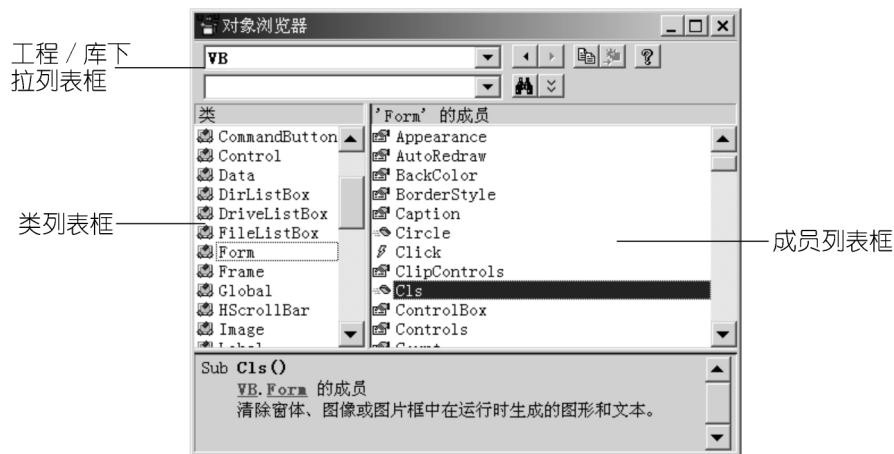 对象浏览器
工程／库下
拉列表框
VB
类
'Form' 的成员
CommandButton
Control
Data
DirListBox
DriveListBox
FileListBox
Form
Frame
Global
HScrollBar
Image
类列表框
Appearance
AutoRedraw
BackColor
BorderStyle
Caption
Circle
Click
ClipControls
Cls
ControlBox
Controls
成员列表框
Sub Cls()
VB.Form 的成员
清除窗体、图像或图片框中在运行时生成的图形和文本。